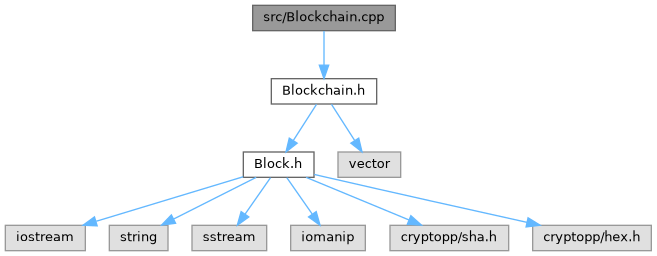 src/Blockchain.cpp
Blockchain.h
Block.h
vector
iostream
string
sstream
iomanip
cryptopp/sha.h
cryptopp/hex.h